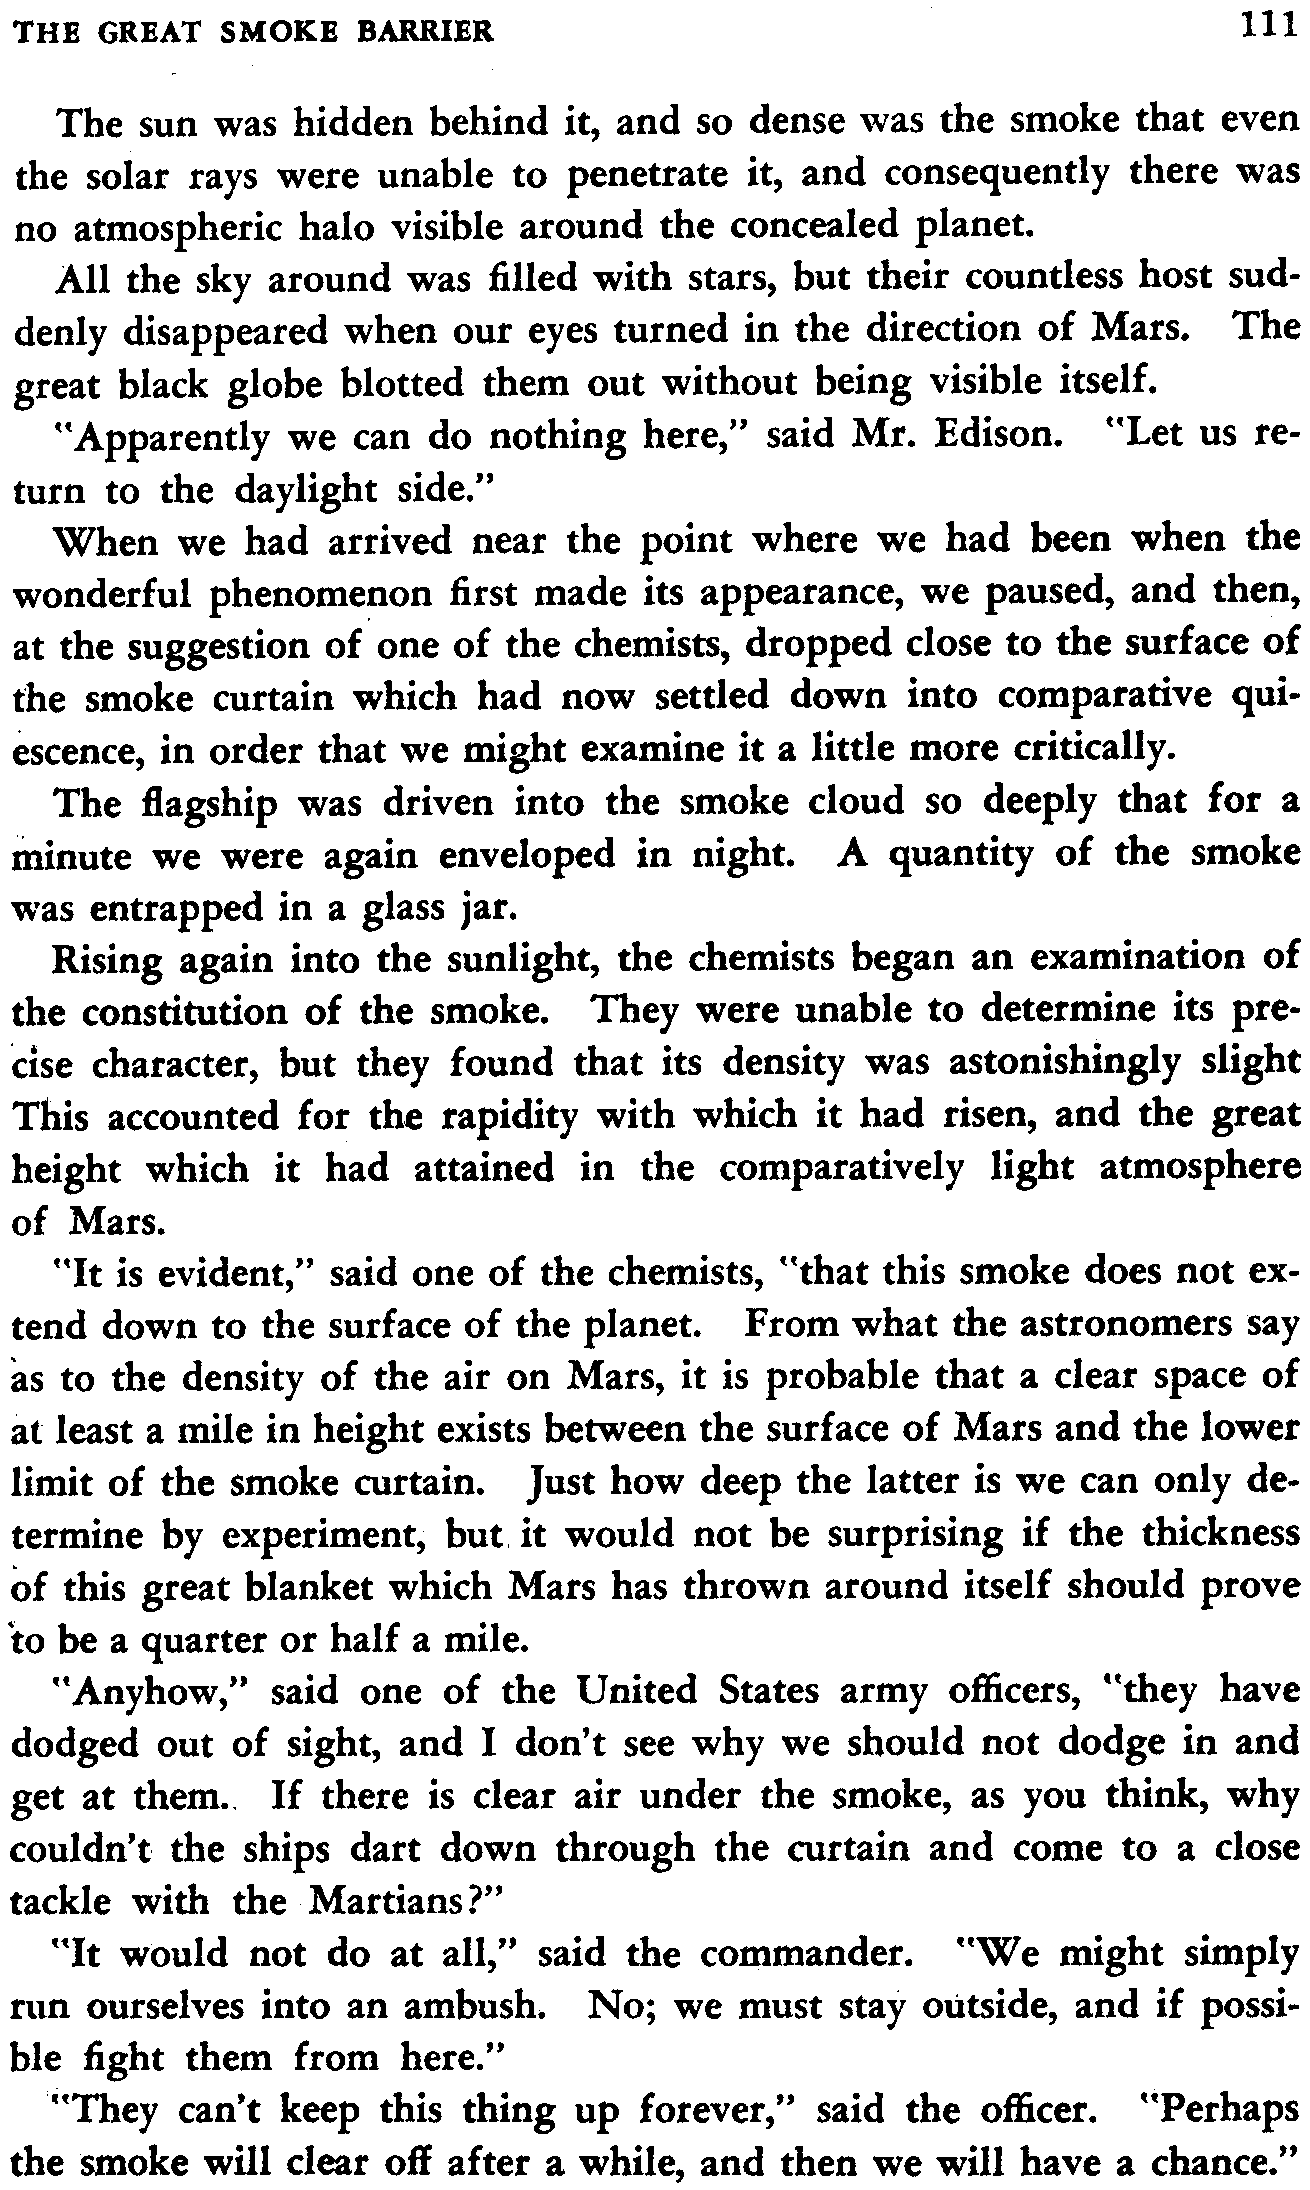 THE GREAT SMOKE BARRIER 111
The sun was hidden behind it, and so dense was the smoke that even
the solar rays were unable to penetrate it, and consequently there was
no atmospheric halo visible around the concealed planet.
All the sky around was filled with stars, but their countless host sud-
denly disappeared when our eyes turned in the direction of Mars. The
great black globe blotted them out without being visible itself.
"Apparently we can do nothing here," said Mr. Edison. "Let us re-
turn to the daylight side."
When we had arrived near the point where we had been when the
wonderful phenomenon first made its appearance, we paused, and then,
at the suggestion of one of the chemists, dropped close to the surface of
the smoke curtain which had now settled down into comparative qui-
escence, in order that we might examine it a little more critically.
The flagship was driven into the smoke cloud so deeply that for a
minute we were again enveloped in night. A quantity of the smoke
was entrapped in a glass jar.
Rising again into the sunlight, the chemists began an examination of
the constitution of the smoke. They were unable to determine its pre-
cise character, but they found that its density was astonishingly slight
This accounted for the rapidity with which it had risen, and the great
height which it had attained in the comparatively light atmosphere
of Mars.
"It is evident," said one of the chemists, "that this smoke does not ex-
tend down to the surface of the planet. From what the astronomers say
as to the density of the air on Mars, it is probable that a clear space of
at least a mile in height exists between the surface of Mars and the lower
limit of the smoke curtain. Just how deep the latter is we can only de-
termine by experiment, but it would not be surprising if the thickness
of this great blanket which Mars has thrown around itself should prove
to be a quarter or half a mile.
"Anyhow," said one of the United States army officers, "they have
dodged out of sight, and I don't see why we should not dodge in and
get at them. If there is clear air under the smoke, as you think, why
couldn't the ships dart down through the curtain and come to a close
tackle with the Martians?"
"It would not do at all," said the commander. "We might simply
run ourselves into an ambush. No; we must stay outside, and if possi-
ble fight them from here."
"They can't keep this thing up forever," said the officer. "Perhaps
the smoke will clear off after a while, and then we will have a chance."